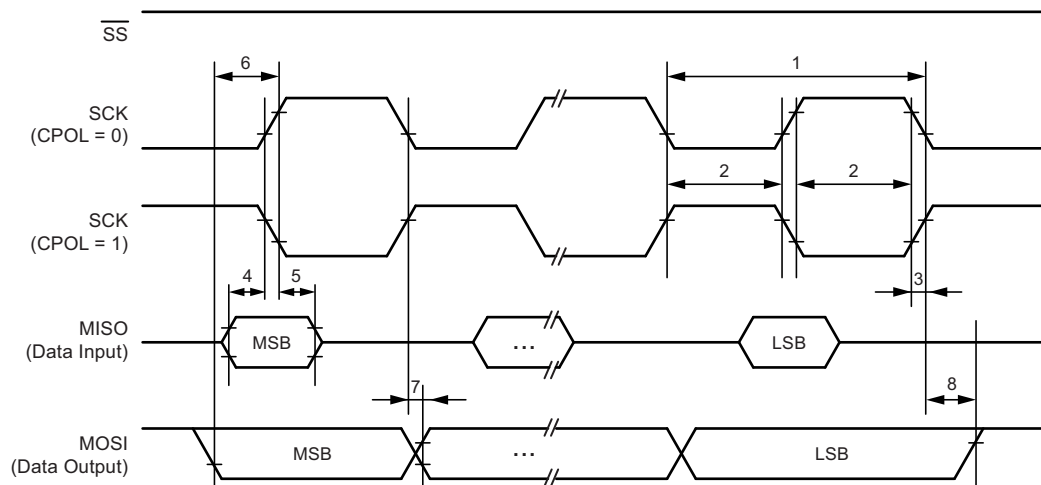 SS
6
1
SCK
(CPOL = 0)
2
2
SCK
(CPOL = 1)
4
5
3
MISO
(Data Input)
MSB
...
LSB
7
8
MOSI
(Data Output)
MSB
...
LSB